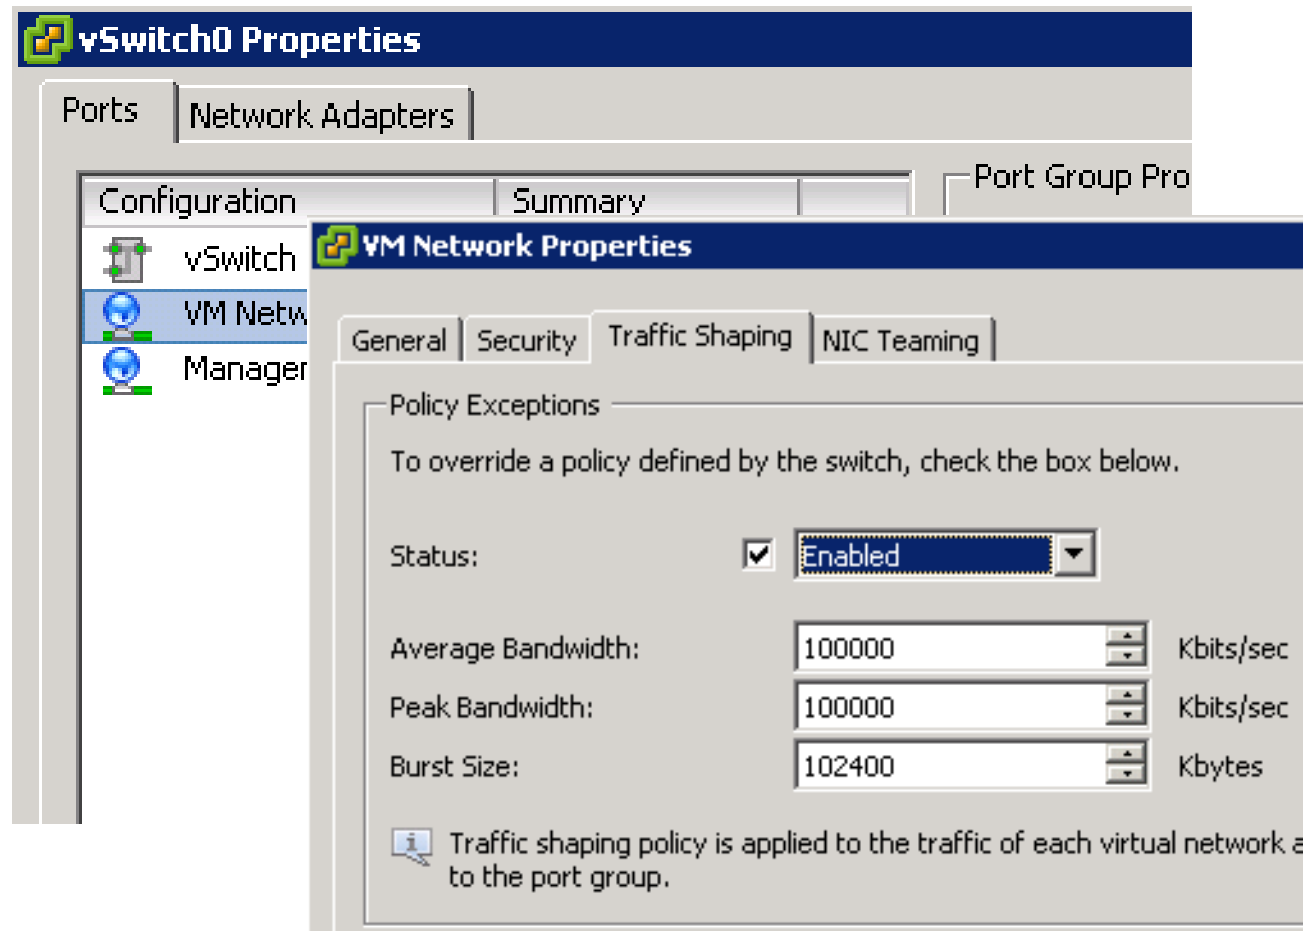 vSwitch0 Properties
Ports
Network Adapters
Configuration
Summary
Port Group Pro
vSwitch
VM Netw
Manager
VM Network Properties
General
Security
Traffic Shaping
NIC Teaming
Policy Exceptions
To override a policy defined by the switch, check the box below.
Status:
Enabled
Average Bandwidth:
100000
Kbits/sec
Peak Bandwidth:
100000
Kbits/sec
Burst Size:
102400
Kbytes
Traffic shaping policy is applied to the traffic of each virtual network a
to the port group.